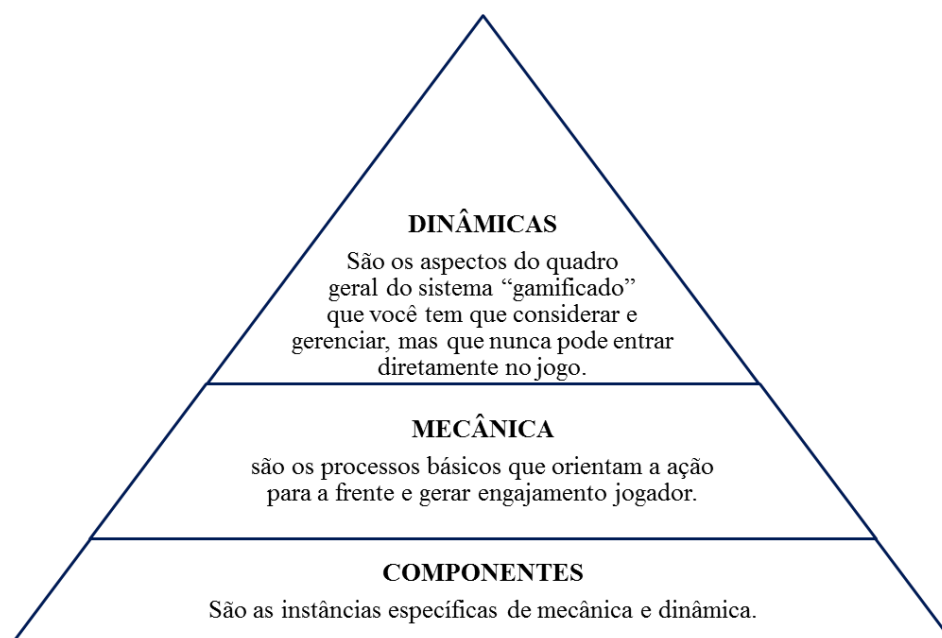 DINÂMICAS
São os aspectos do quadro
geral do sistema “gamificado”
que você tem que considerar e
gerenciar, mas que nunca pode entrar
diretamente no jogo.
MECÂNICA
são os processos básicos que orientam a ação
para a frente e gerar engajamento jogador.
COMPONENTES
São as instâncias específicas de mecânica e dinâmica.